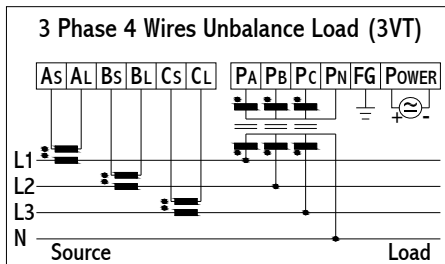 3 Phase 4 Wires Unbalance Load (3VT)
AS AL BS BL CS CL PA PB PC PN FG POWER
+ -
L1
L2
L3
N
Source Load